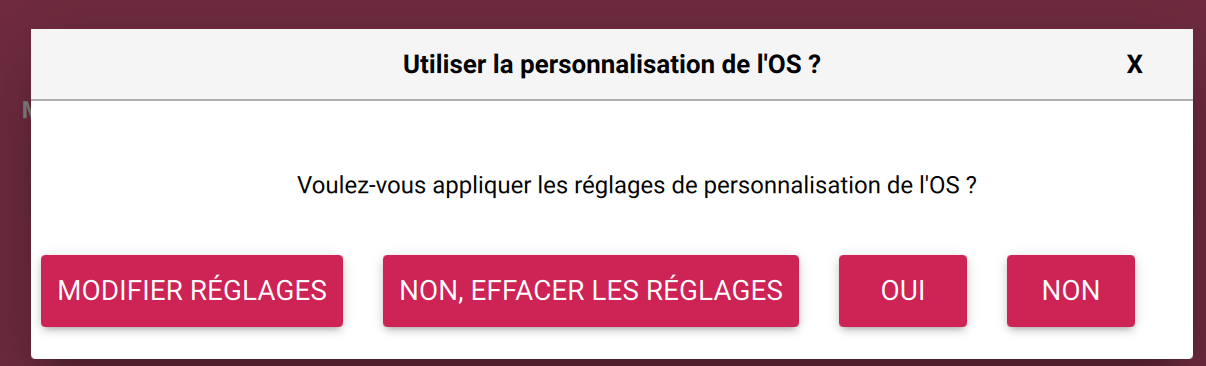 Utiliser la personnalisation de l'OS ?
X
Voulez-vous appliquer les réglages de personnalisation de l'OS ?
MODIFIER RÉGLAGES
NON, EFFACER LES RÉGLAGES
OUI
NON